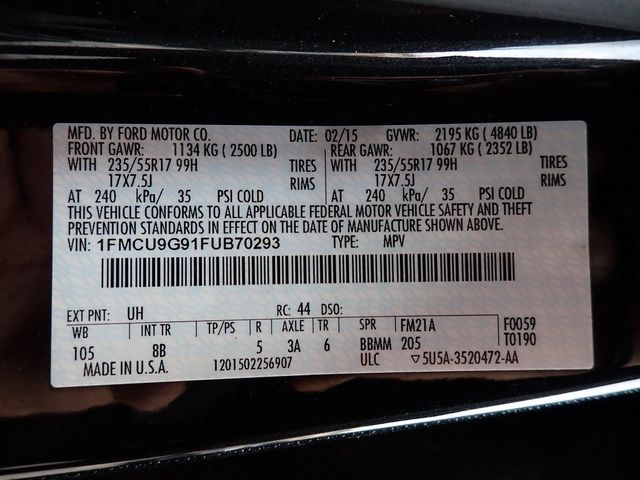 MFD. BY FORD MOTOR CO. DATE: 02/15 GVWR: 2195 KG ( 4840 LB)
FRONT GAWR: 1134 KG ( 2500 LB) REAR GAWR: 1067 KG ( 2352 LB)
WITH 235/55R17 99H TIRES WITH 235/55R17 99H TIRES
17X7.5J RIMS 17X7.5J RIMS
AT 240 kPa/ 35 PSI COLD AT 240 kPa/ 35 PSI COLD
THIS VEHICLE CONFORMS TO ALL APPLICABLE FEDERAL MOTOR VEHICLE SAFETY AND THEFT
PREVENTION STANDARDS IN EFFECT ON THE DATE OF MANUFACTURE SHOWN ABOVE.
VIN: 1FMCU9G91FUB70293 TYPE: MPV
EXT PNT: UH RC: 44 DSO:
WB INT TR TP/PS R AXLE TR SPR FM21A F0059
105 8B 5 3A 6 BBMM 205 T0190
MADE IN U.S.A. 1201502256907 ULC ▽5U5A-3520472-AA